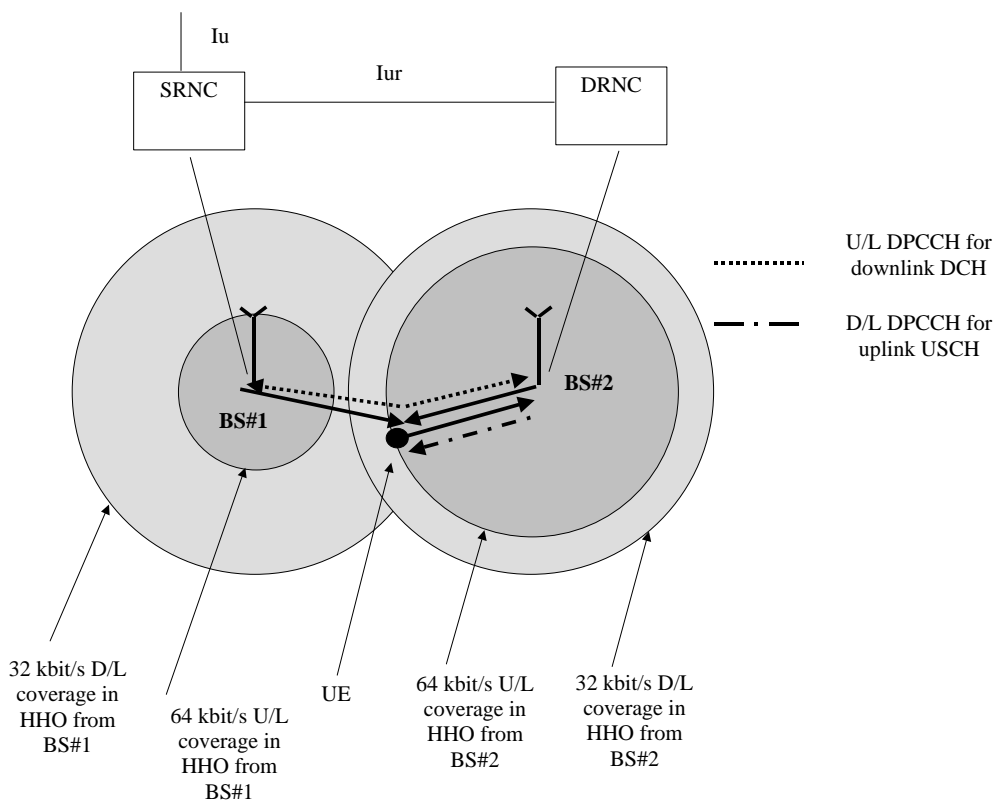 Iu
Iur
SRNC
DRNC
U/L DPCCH for
downlink DCH
D/L DPCCH for
uplink USCH
BS#2
BS#1
32 kbit/s D/L
coverage in
HHO from
BS#1
64 kbit/s U/L
coverage in
HHO from
BS#1
UE
64 kbit/s U/L
coverage in
HHO from
BS#2
32 kbit/s D/L
coverage in
HHO from
BS#2